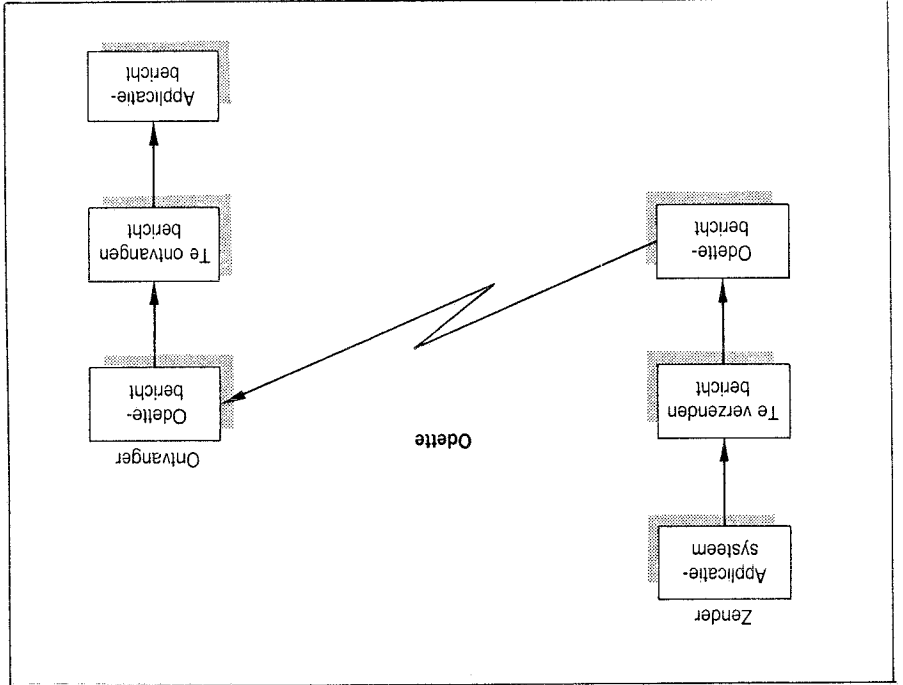 Zender
Applicatie-
systeem
Te verzenden
bericht
Odette-
bericht
Odette
Ontvanger
Odette-
bericht
Te ontvangen
bericht
Applicatie-
bericht